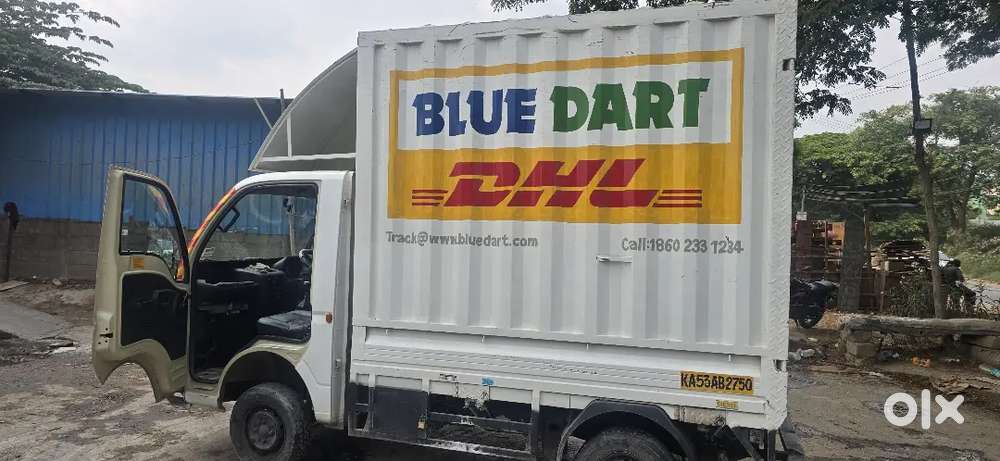 BLUE DART
DHL
Track@www.bluedart.com
Call:1860 233 1234
KA53AB2750
OLX